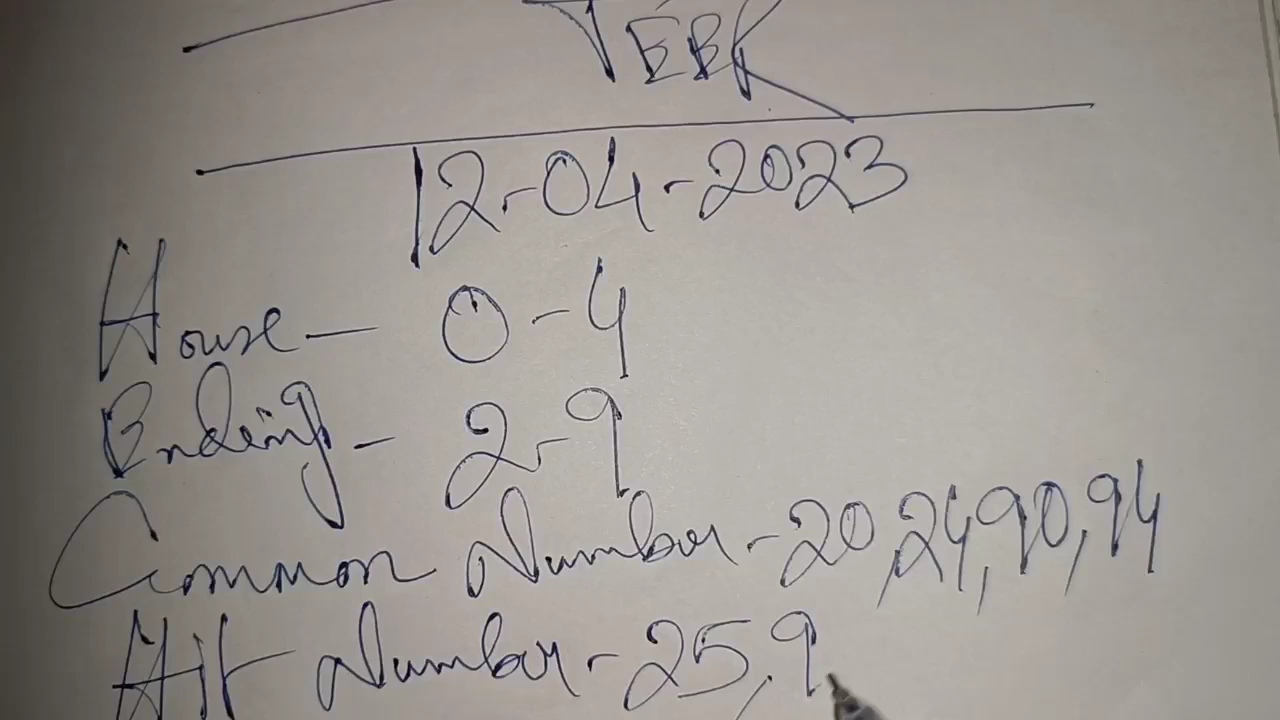 TEER
12-04-2023
House - 0-4
Ending - 2-9
Common Number - 20,24,90,94
Hit Number - 25,9